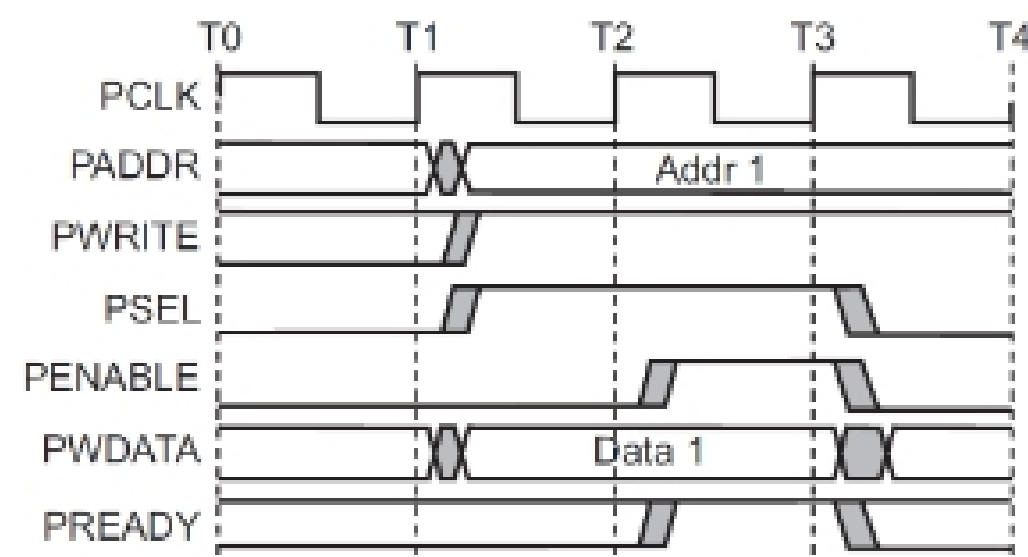 T0 T1 T2 T3 T4
PCLK
PADDR Addr 1
PWRITE
PSEL
PENABLE
PWDATA Data 1
PREADY